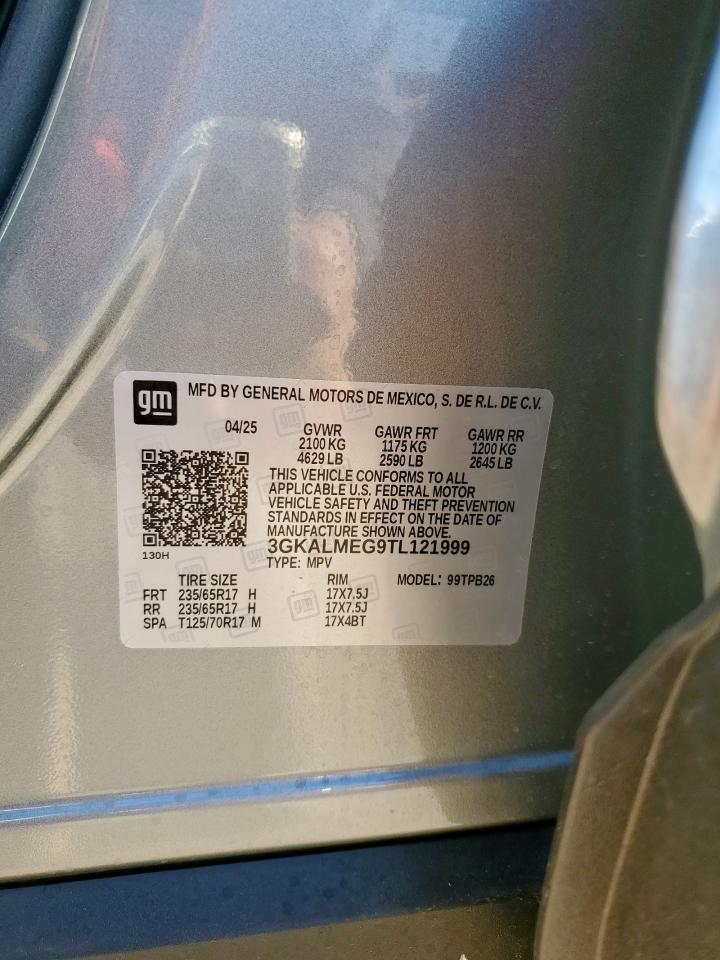 gm MFD BY GENERAL MOTORS DE MEXICO, S. DE R.L. DE C.V.
04/25 GVWR GAWR FRT GAWR RR
2100 KG 1175 KG 1200 KG
4629 LB 2590 LB 2645 LB
THIS VEHICLE CONFORMS TO ALL
APPLICABLE U.S. FEDERAL MOTOR
VEHICLE SAFETY AND THEFT PREVENTION
STANDARDS IN EFFECT ON THE DATE OF
MANUFACTURE SHOWN ABOVE.
130H
3GKALMEG9TL121999
TYPE: MPV
TIRE SIZE RIM MODEL: 99TPB26
FRT 235/65R17 H 17X7.5J
RR 235/65R17 H 17X7.5J
SPA T125/70R17 M 17X4BT